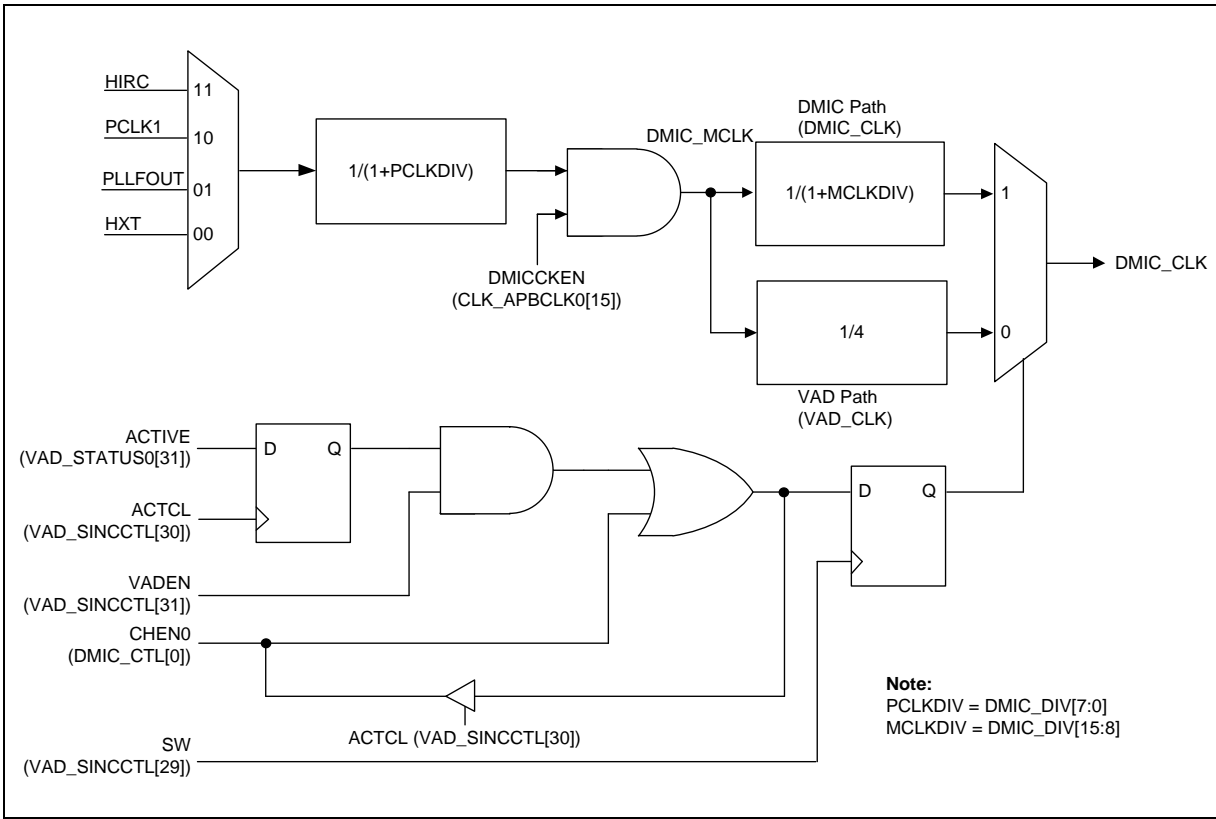 HIRC
11
PCLK1
10
PLLFOUT
01
HXT
00
1/(1+PCLKDIV)
DMICCKEN
(CLK_APBCLK0[15])
DMIC_MCLK
DMIC Path
(DMIC_CLK)
1/(1+MCLKDIV)
1
1/4
0
VAD Path
(VAD_CLK)
DMIC_CLK
ACTIVE
(VAD_STATUS0[31])
D Q
ACTCL
(VAD_SINCCTL[30])
VADEN
(VAD_SINCCTL[31])
CHEN0
(DMIC_CTL[0])
D Q
ACTCL (VAD_SINCCTL[30])
SW
(VAD_SINCCTL[29])
Note:
PCLKDIV = DMIC_DIV[7:0]
MCLKDIV = DMIC_DIV[15:8]